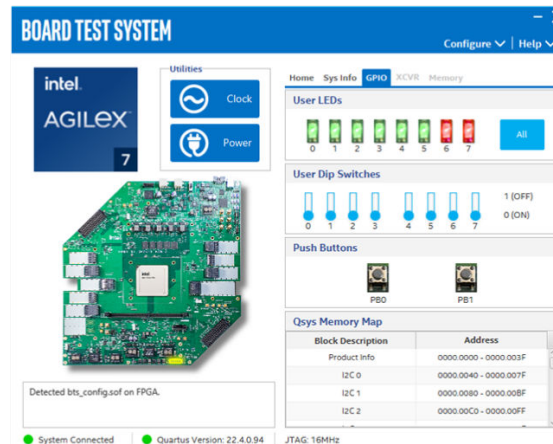 BOARD TEST SYSTEM
Configure | Help
intel.
AGILEX
7
Utilities
Clock
Power
Home Sys Info GPIO XCVR Memory
User LEDs
0 1 2 3 4 5 6 7
All
User Dip Switches
1 (OFF)
0 (ON)
0 1 2 3 4 5 6 7
Push Buttons
PB0 PB1
Qsys Memory Map
Block Description Address
Product Info 0000.0000 - 0000.003F
I2C 0 0000.0040 - 0000.007F
I2C 1 0000.0080 - 0000.00BF
I2C 2 0000.00C0 - 0000.00FF
Detected bts_config.sof on FPGA.
System Connected Quartus Version: 22.4.0.94 JTAG: 16MHz